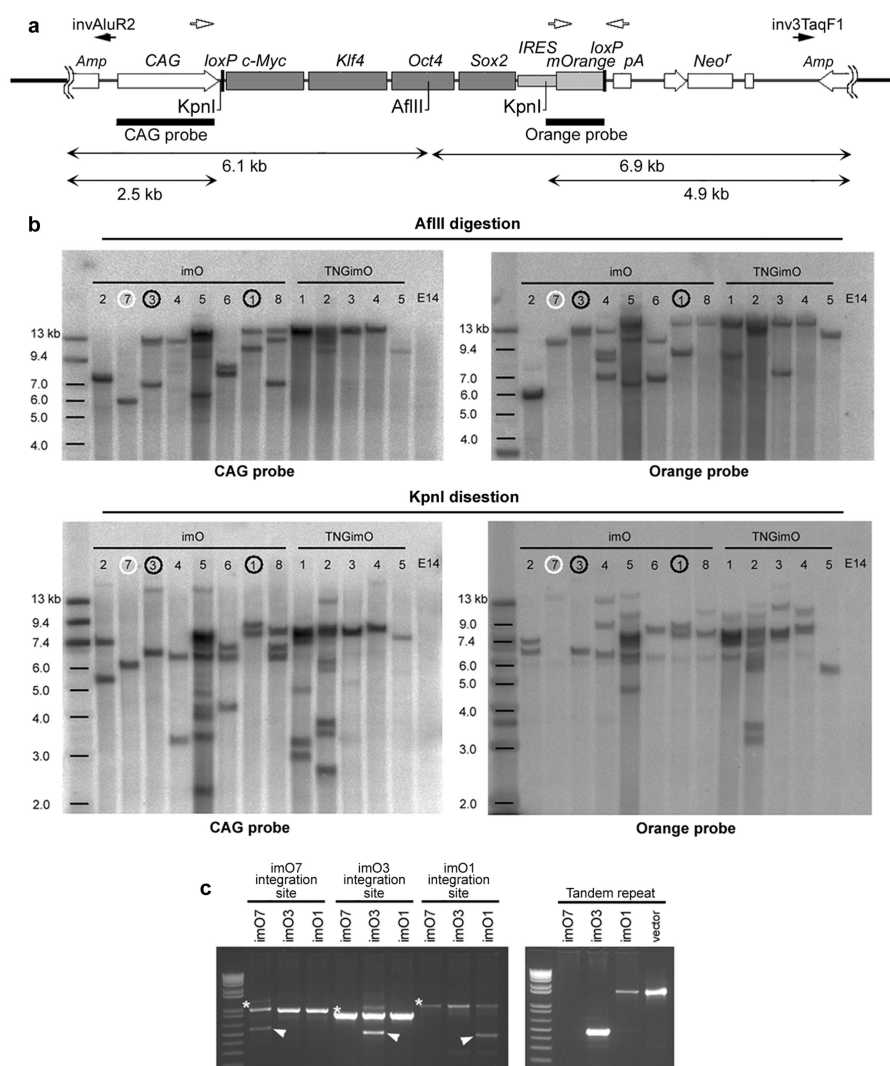 a
invAluR2
inv3TaqF1
Amp CAG loxP c-Myc Klf4 Oct4 Sox2 IRES mOrange loxP pA Neoʳ Amp
KpnI AflII KpnI
CAG probe Orange probe
6.1 kb 6.9 kb
2.5 kb 4.9 kb
b
AflII digestion
imO TNGimO
2 7 3 4 5 6 1 8 1 2 3 4 5 E14
13 kb
9.4
7.0
6.0
5.0
4.0
CAG probe
imO TNGimO
2 7 3 4 5 6 1 8 1 2 3 4 5 E14
13 kb
9.4
7.0
6.0
5.0
4.0
Orange probe
KpnI disestion
imO TNGimO
2 7 3 4 5 6 1 8 1 2 3 4 5 E14
13 kb
9.4
7.4
6.0
5.0
4.0
3.0
2.0
CAG probe
imO TNGimO
2 7 3 4 5 6 1 8 1 2 3 4 5 E14
13 kb
9.4
7.4
6.0
5.0
4.0
3.0
2.0
Orange probe
c
imO7 integration site
imO3 integration site
imO1 integration site
imO7 imO3 imO1 imO7 imO3 imO1 imO7 imO3 imO1
* * *
Tandem repeat
imO7 imO3 imO1 vector